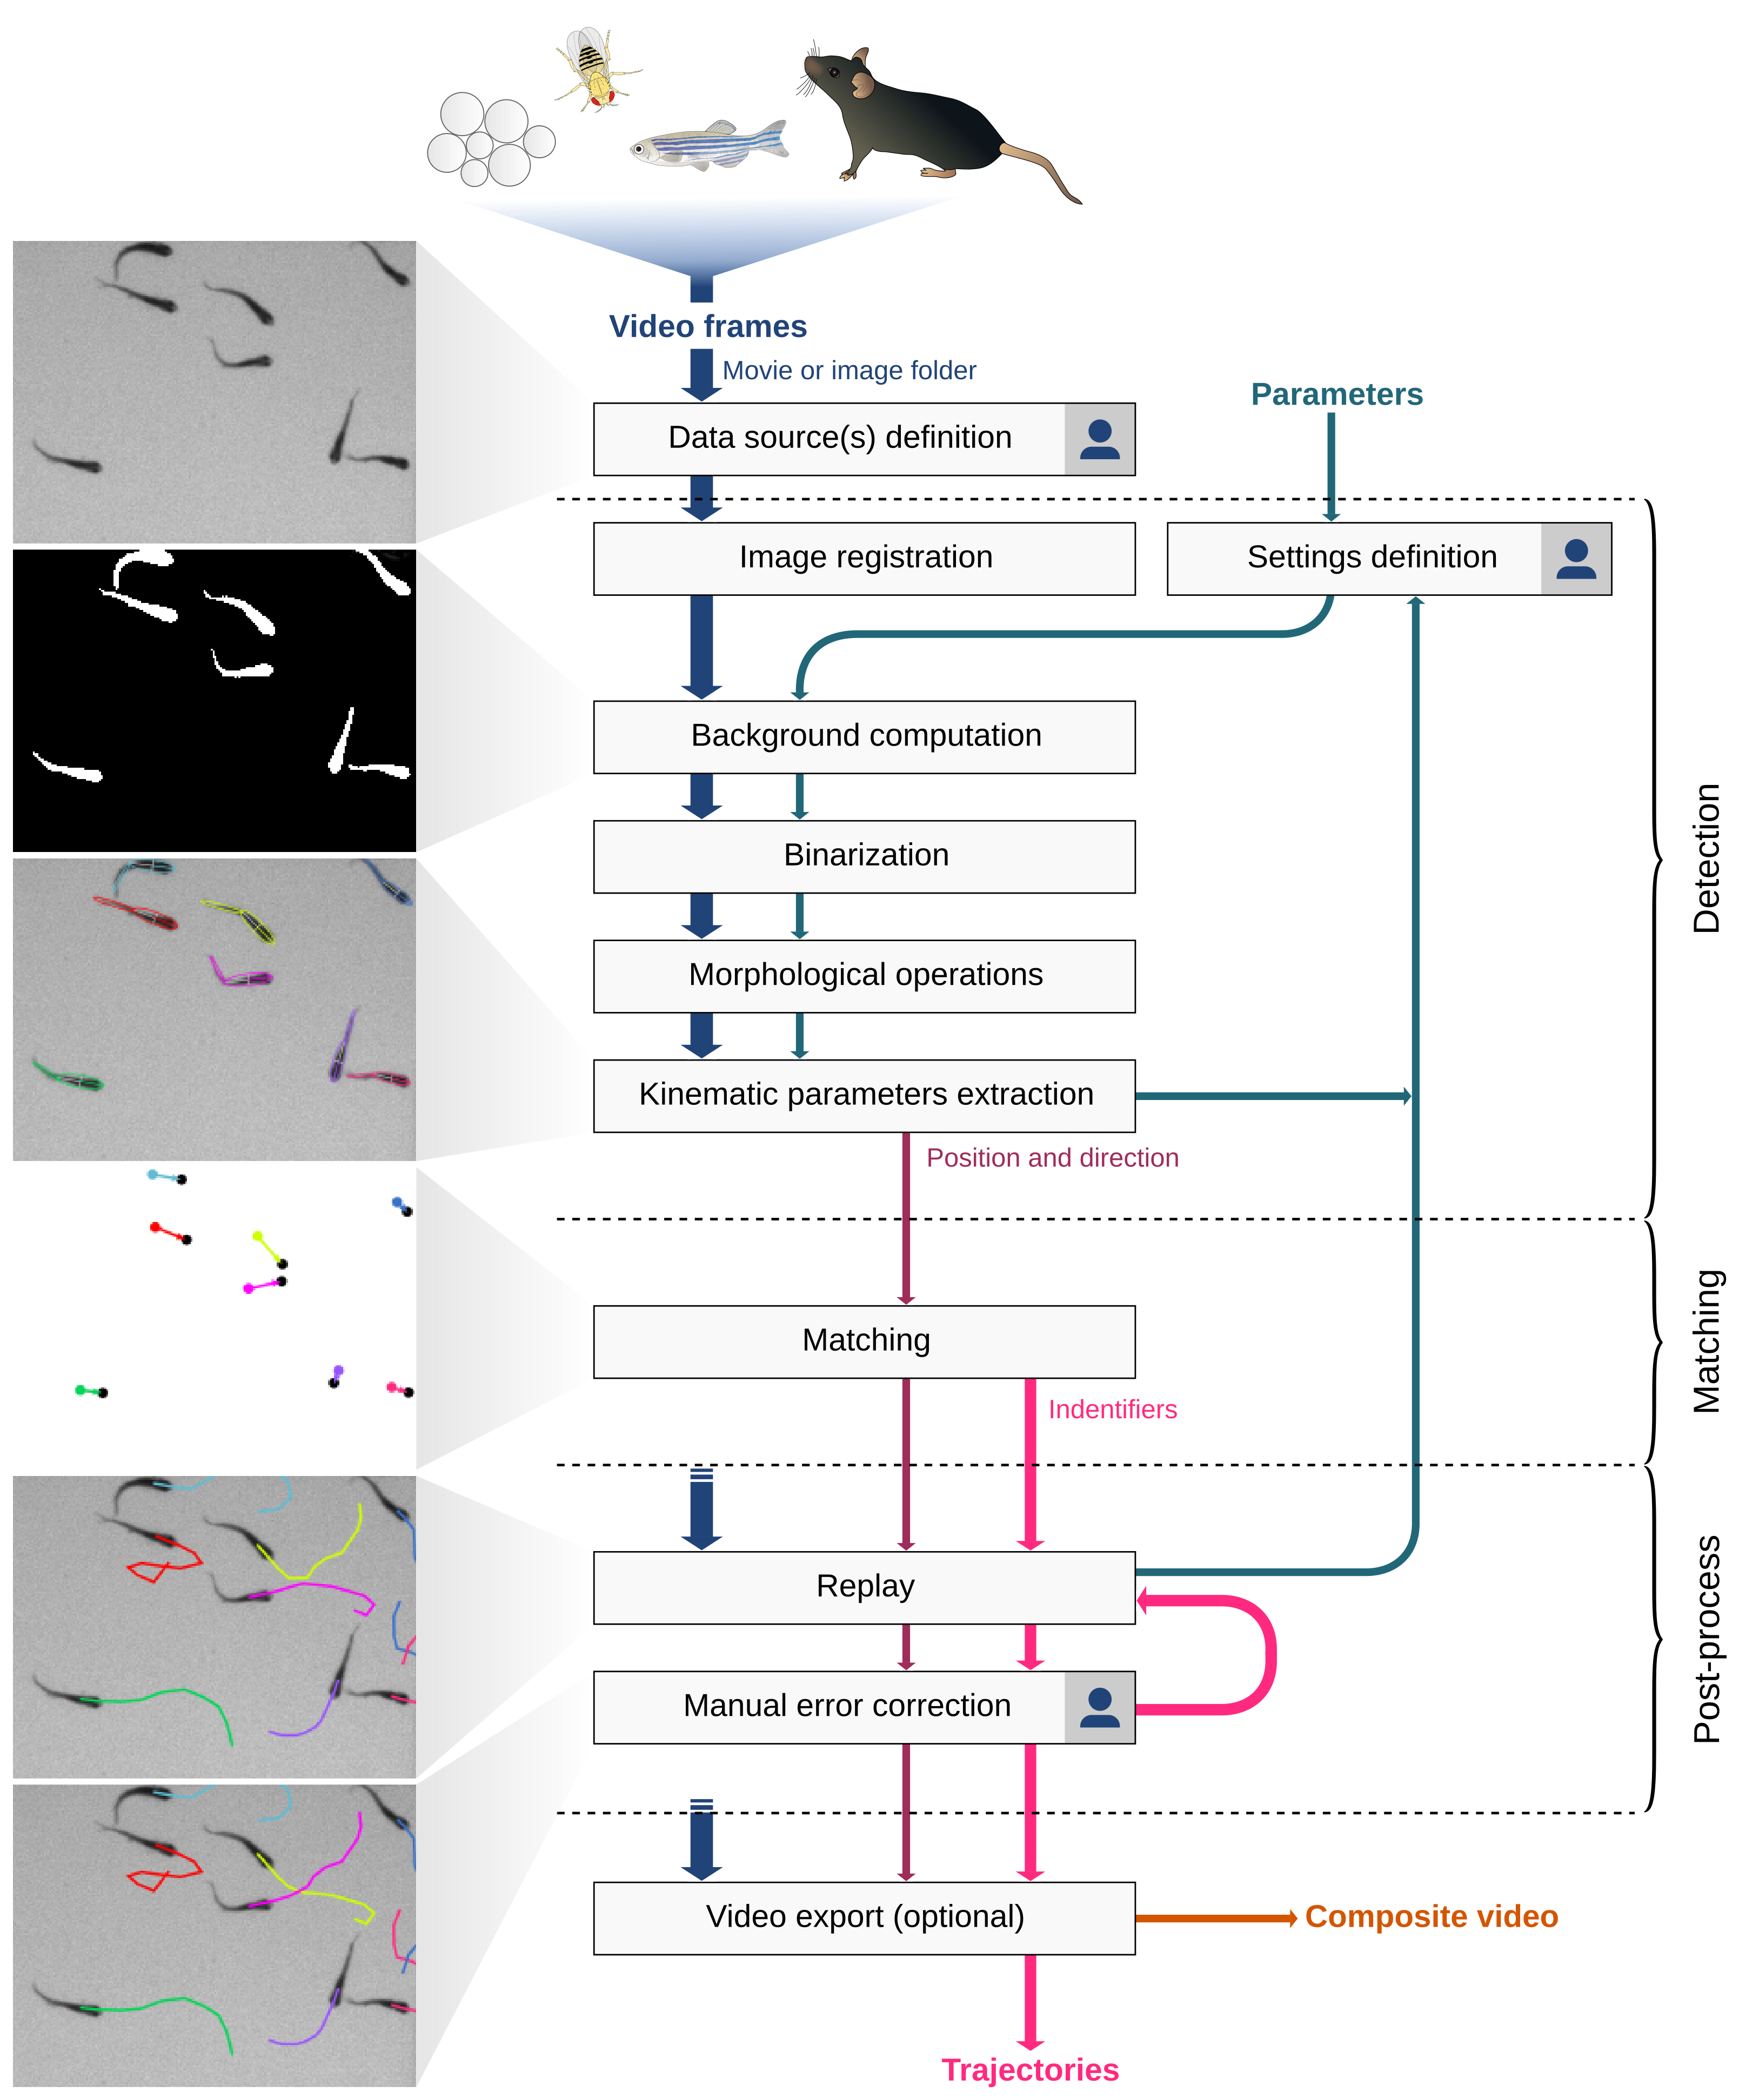 Video frames
Movie or image folder
Parameters
Data source(s) definition
Image registration
Settings definition
Background computation
Binarization
Morphological operations
Kinematic parameters extraction
Position and direction
Detection
Matching
Indentifiers
Matching
Replay
Manual error correction
Post-process
Video export (optional)
Composite video
Trajectories